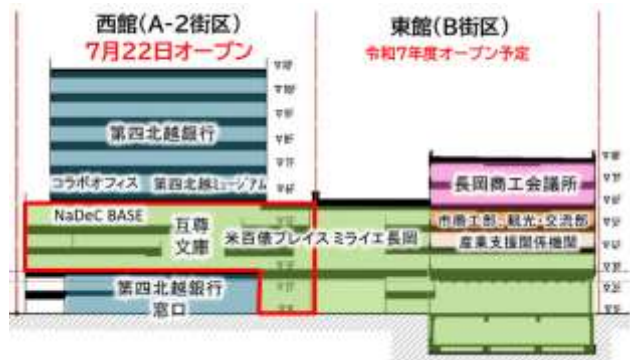 西館(A-2街区)
7月22日オープン
東館(B街区)
令和7年度オープン予定
第四北越銀行
コラボオフィス 第四北越ミュージアム
長岡商工会議所
NaDeC BASE
互尊
文庫
米百俵プレイス ミライエ長岡
市商工部、観光・交流部
産業支援関係機関
第四北越銀行
窓口